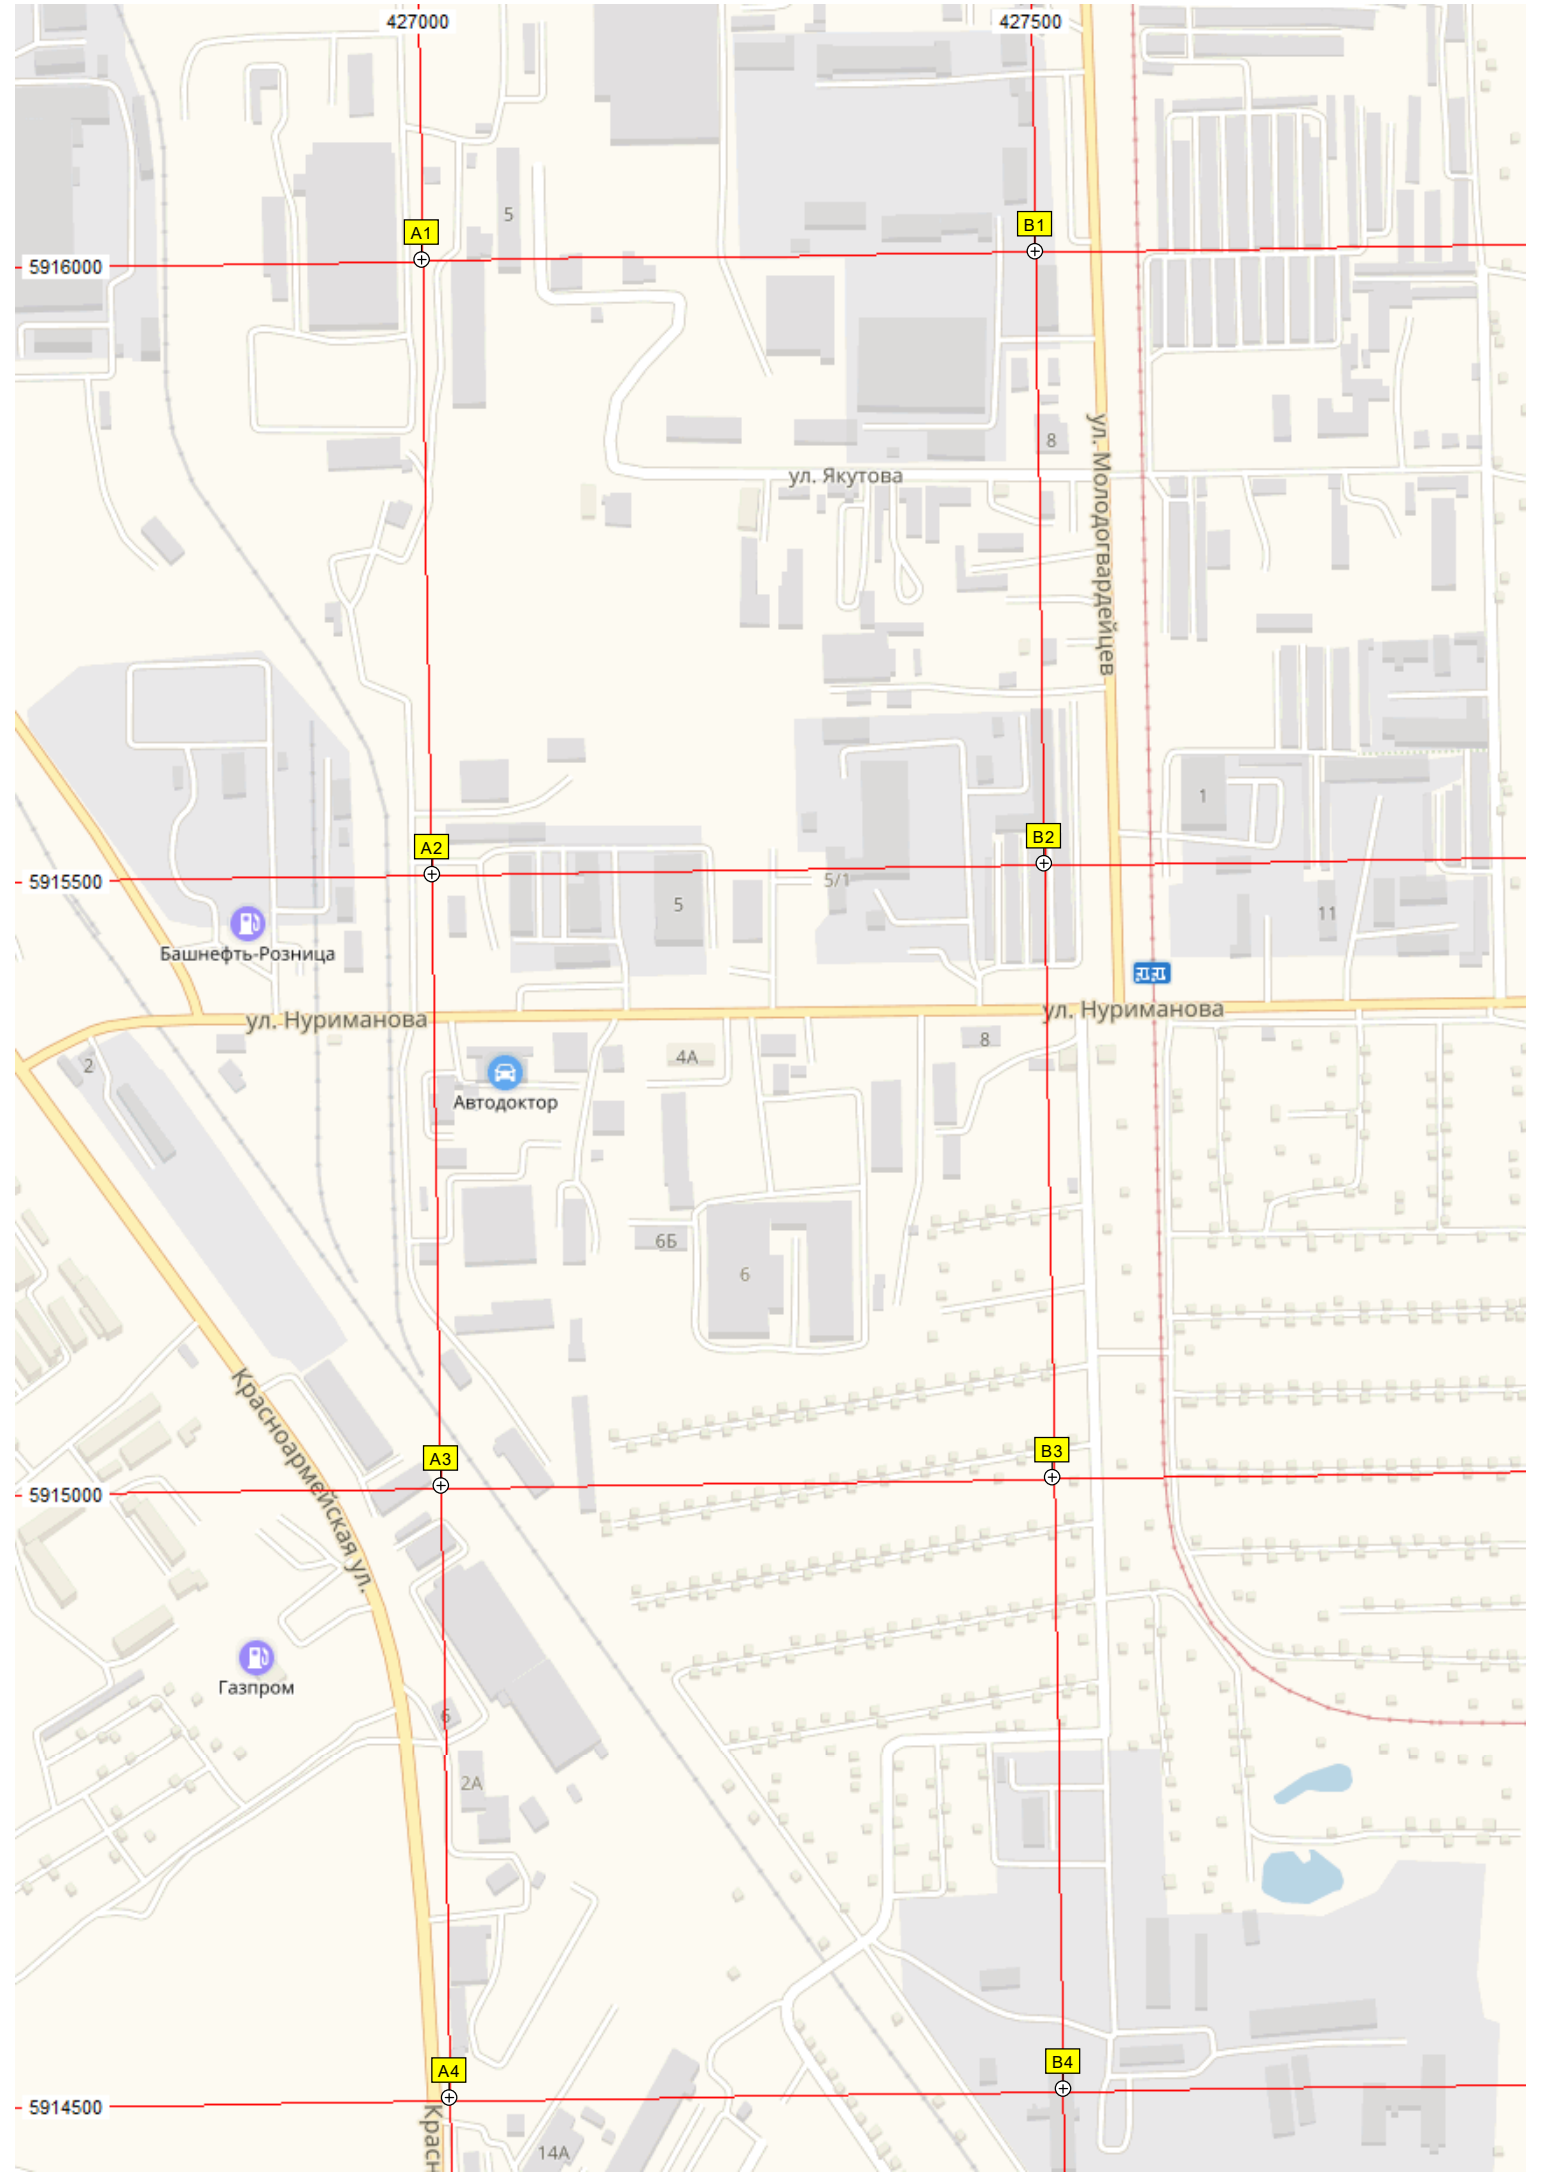 427000
427500
5
A1
B1
5916000
8
ул. Якутова
ул. Молодогвардейцев
1
A2
B2
5915500
5/1
5
11
Башнефть-Розница
ул. Нуриманова
ул. Нуриманова
2
8
4А
Автодоктор
6Б
6
Красноармейская ул.
A3
B3
5915000
Газпром
6
2А
A4
B4
5914500
Красн
14А